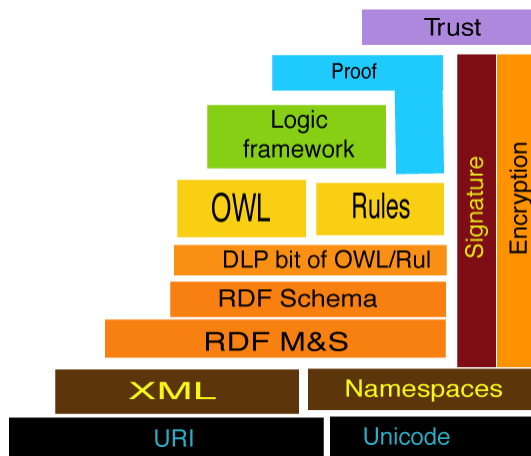 Trust
Proof
Logic
framework
OWL
Rules
DLP bit of OWL/Rul
RDF Schema
RDF M&S
Signature
Encryption
XML
Namespaces
URI
Unicode